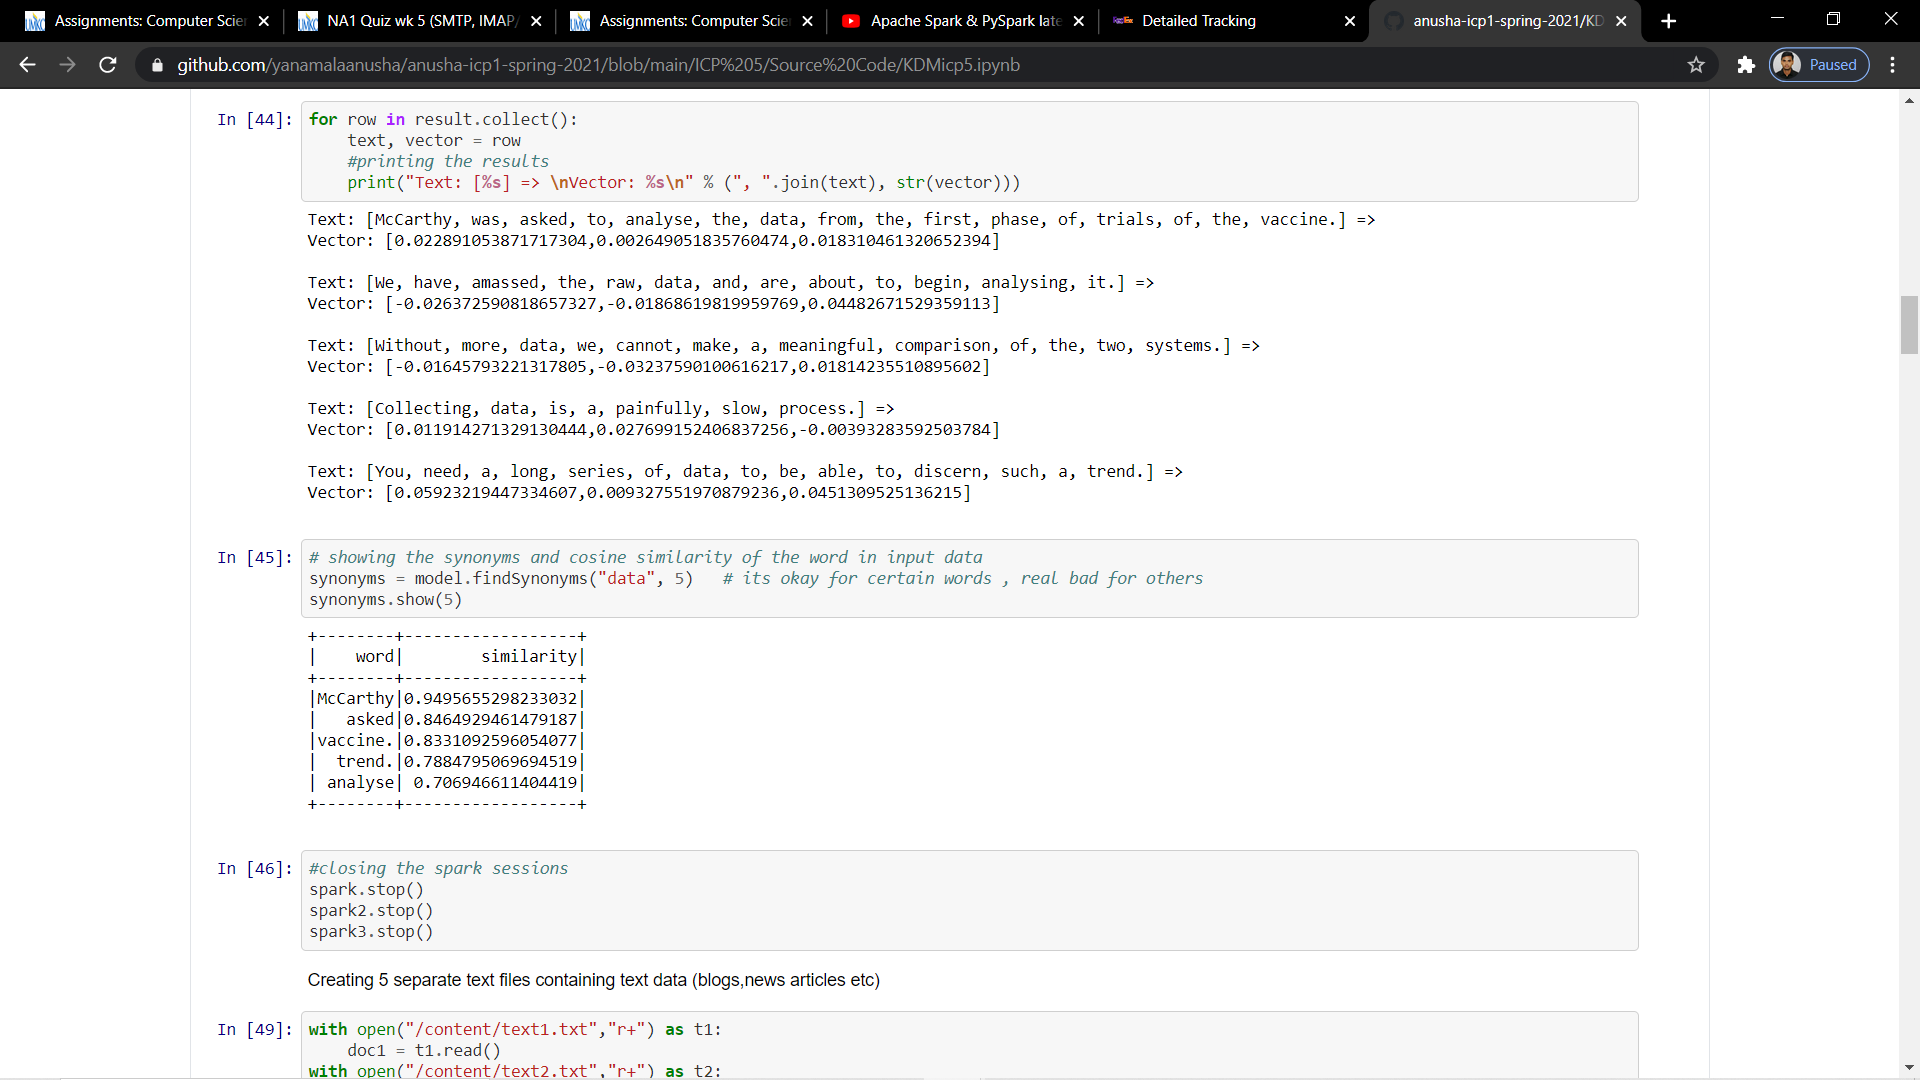 Assignments: Computer Scien
NA1 Quiz wk 5 (SMTP, IMAP,
Assignments: Computer Scien
Apache Spark & PySpark late
Detailed Tracking
anusha-icp1-spring-2021/KD
github.com/yanamalaanusha/anusha-icp1-spring-2021/blob/main/ICP%205/Source%20Code/KDMicp5.ipynb
Paused
In [44]: for row in result.collect():
text, vector = row
#printing the results
print("Text: [%s] => \nVector: %s\n" % (", ".join(text), str(vector)))
Text: [McCarthy, was, asked, to, analyse, the, data, from, the, first, phase, of, trials, of, the, vaccine.] =>
Vector: [0.022891053871717304,0.002649051835760474,0.018310461320652394]
Text: [We, have, amassed, the, raw, data, and, are, about, to, begin, analysing, it.] =>
Vector: [-0.026372590818657327,-0.01868619819959769,0.04482671529359113]
Text: [Without, more, data, we, cannot, make, a, meaningful, comparison, of, the, two, systems.] =>
Vector: [-0.01645793221317805,-0.03237590100616217,0.01814235510895602]
Text: [Collecting, data, is, a, painfully, slow, process.] =>
Vector: [0.011914271329130444,0.027699152406837256,-0.00393283592503784]
Text: [You, need, a, long, series, of, data, to, be, able, to, discern, such, a, trend.] =>
Vector: [0.05923219447334607,0.009327551970879236,0.0451309525136215]
In [45]: # showing the synonyms and cosine similarity of the word in input data
synonyms = model.findSynonyms("data", 5)   # its okay for certain words , real bad for others
synonyms.show(5)
+--------+------------------+
|    word|        similarity|
+--------+------------------+
|McCarthy|0.9495655298233032|
|   asked|0.8464929461479187|
|vaccine.|0.8331092596054077|
|  trend.|0.7884795069694519|
| analyse| 0.706946611404419|
+--------+------------------+
In [46]: #closing the spark sessions
spark.stop()
spark2.stop()
spark3.stop()
Creating 5 separate text files containing text data (blogs,news articles etc)
In [49]: with open("/content/text1.txt","r+") as t1:
doc1 = t1.read()
with open("/content/text2.txt","r+") as t2: